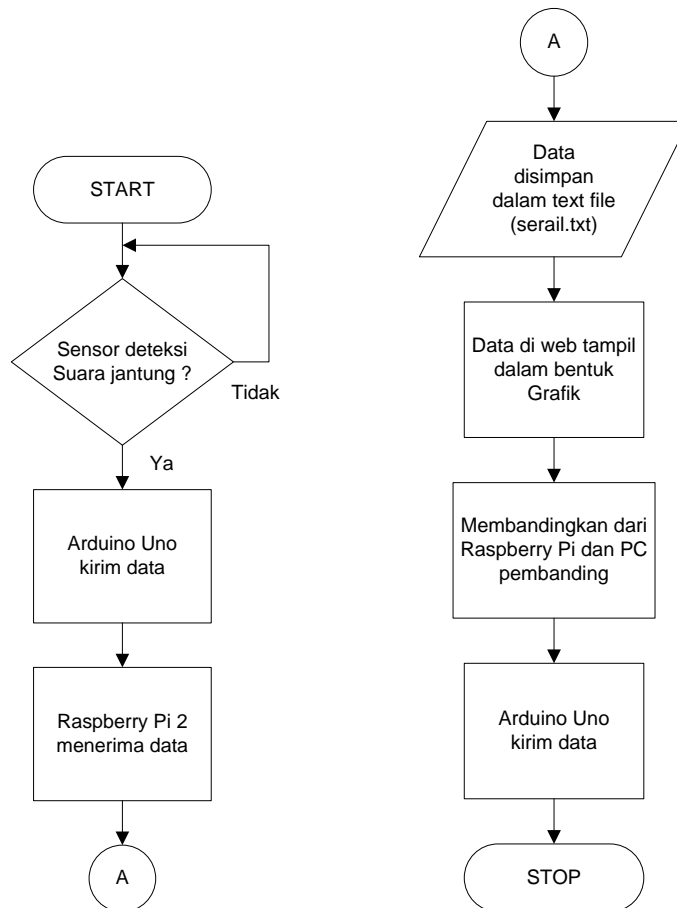 START
Sensor deteksi
Suara jantung ?
Tidak
Ya
Arduino Uno
kirim data
Raspberry Pi 2
menerima data
A
A
Data
disimpan
dalam text file
(serail.txt)
Data di web tampil
dalam bentuk
Grafik
Membandingkan dari
Raspberry Pi dan PC
pembanding
Arduino Uno
kirim data
STOP